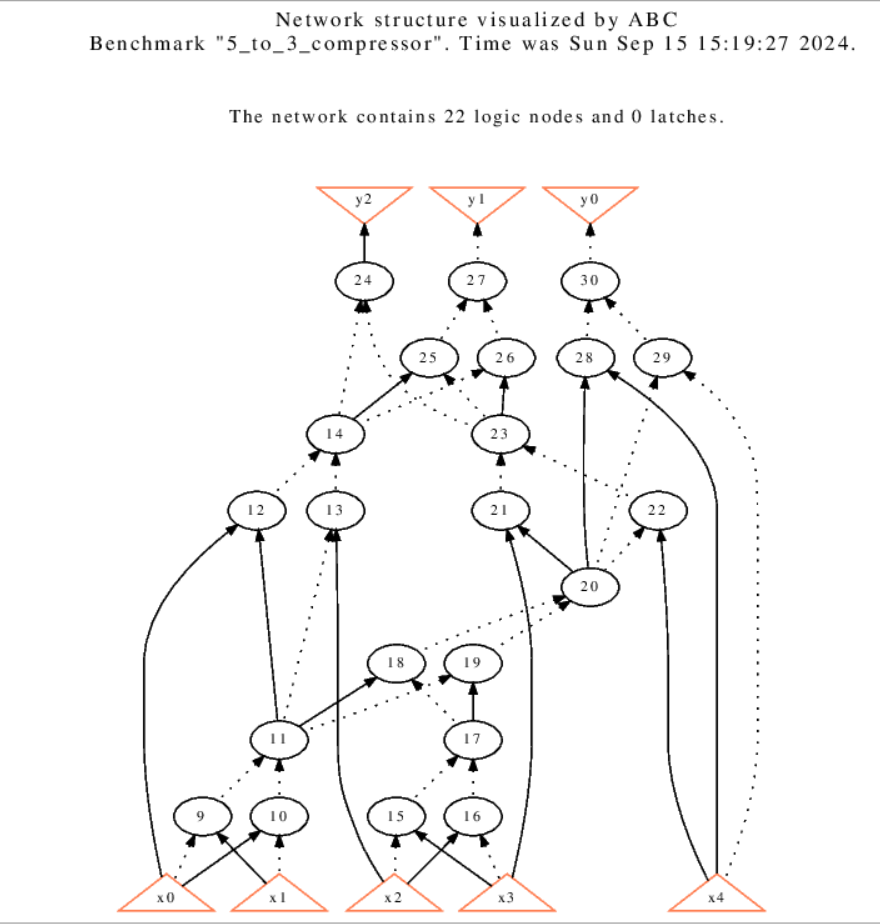 Network structure visualized by ABC
Benchmark "5_to_3_compressor". Time was Sun Sep 15 15:19:27 2024.
The network contains 22 logic nodes and 0 latches.
y2 y1 y0
24 27 30
25 26 28 29
14 23
12 13 21 22
20
18 19
11 17
9 10 15 16
x0 x1 x2 x3 x4